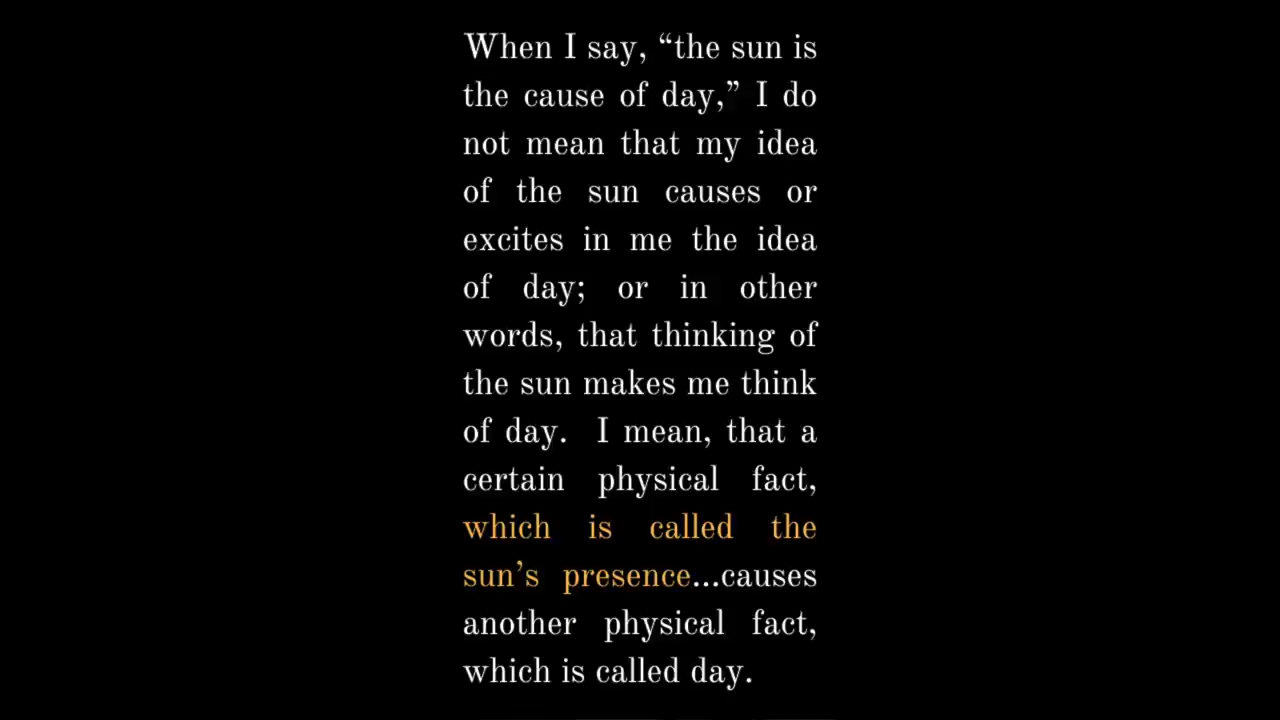 When I say, “the sun is
the cause of day,” I do
not mean that my idea
of the sun causes or
excites in me the idea
of day; or in other
words, that thinking of
the sun makes me think
of day.  I mean, that a
certain physical fact,
which is called the
sun’s presence...causes
another physical fact,
which is called day.